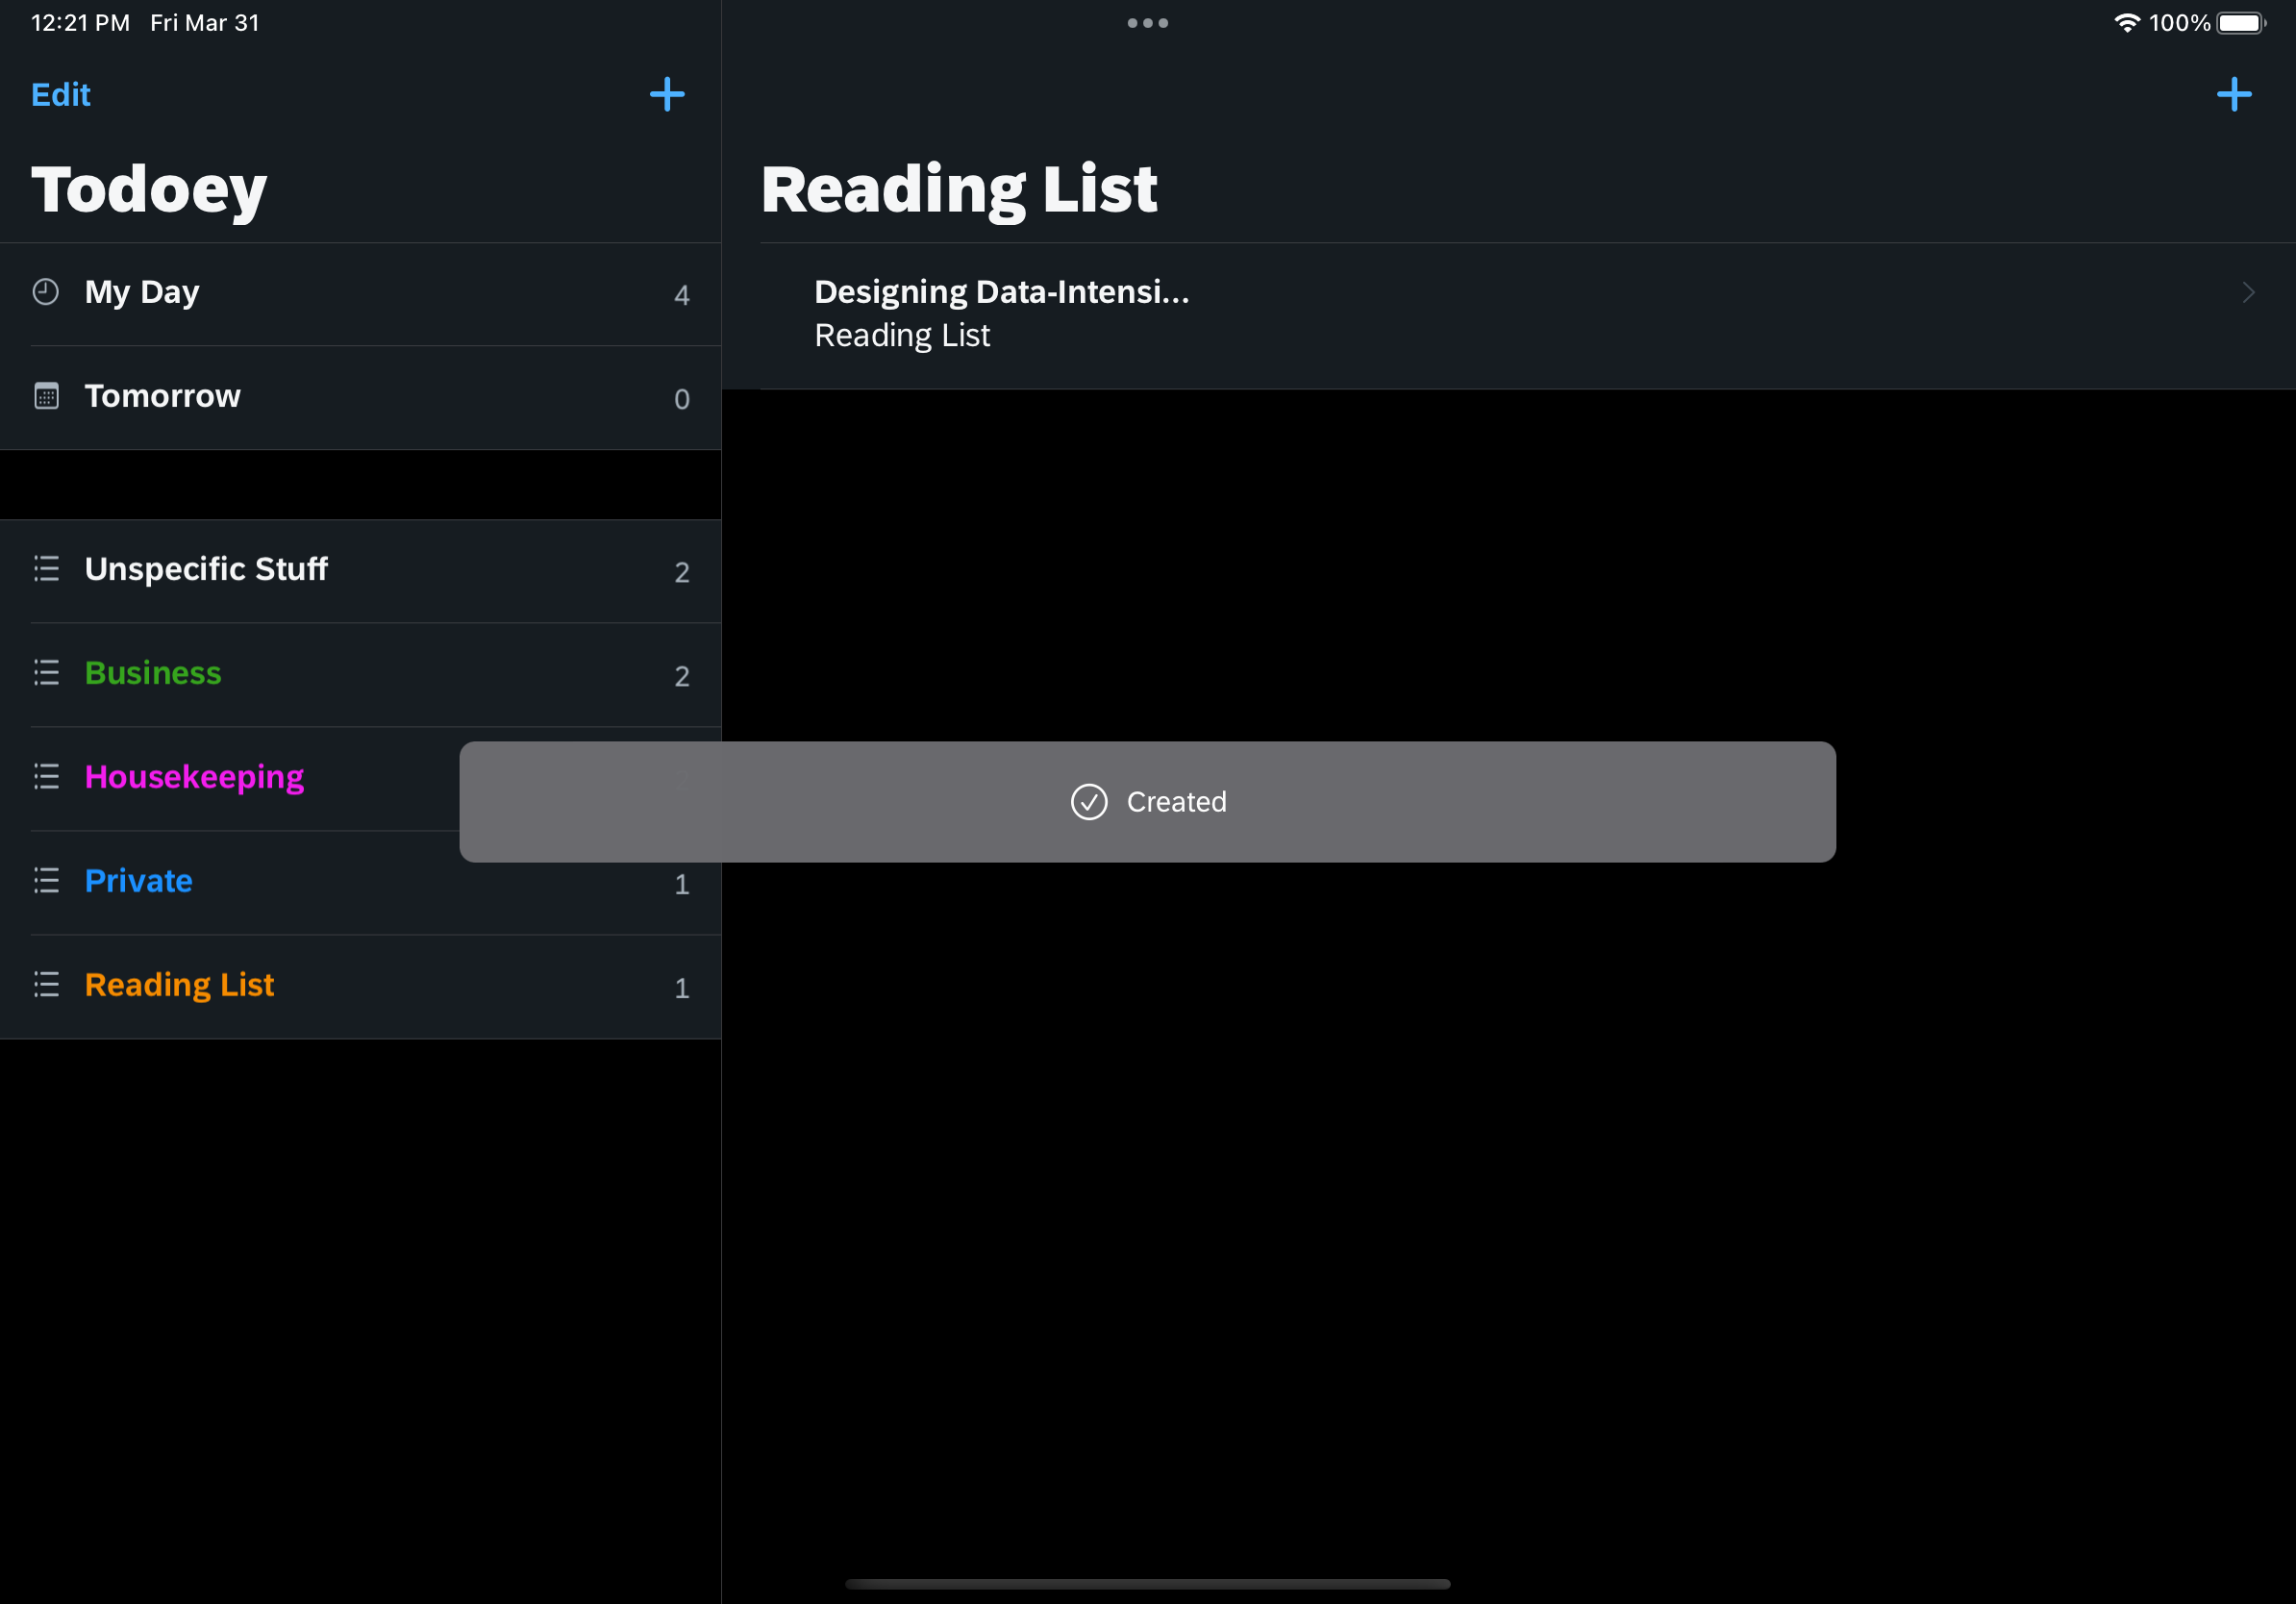 12:21 PM Fri Mar 31
100%
Edit
Todoey
My Day 4
Tomorrow 0
Unspecific Stuff 2
Business 2
Housekeeping 2
Private 1
Reading List 1
Reading List
Designing Data-Intensi...
Reading List
Created